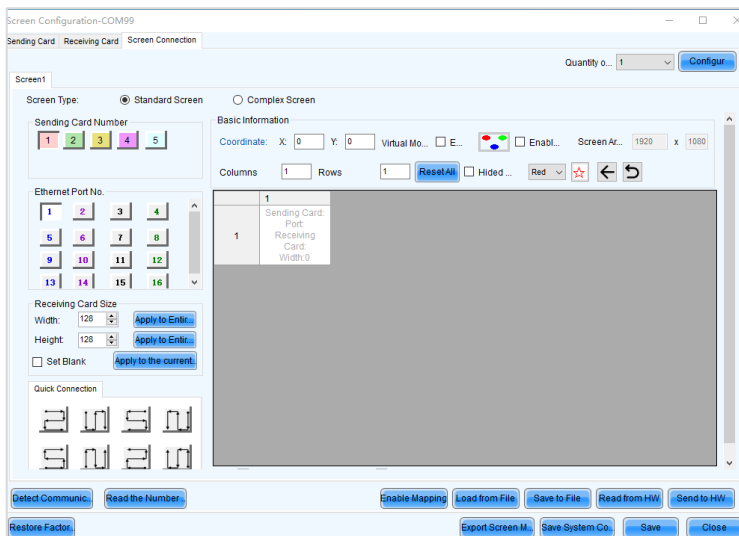 Screen Configuration-COM99
Sending Card Receiving Card Screen Connection
Quantity o... 1 Configur
Screen1
Screen Type: Standard Screen Complex Screen
Sending Card Number
1 2 3 4 5
Basic Information
Coordinate: X: 0 Y: 0 Virtual Mo... E... Enabl... Screen Ar... 1920 x 1080
Columns 1 Rows 1 Reset All Hided ... Red
Ethernet Port No.
1 2 3 4
5 6 7 8
9 10 11 12
13 14 15 16
1
1
Sending Card:
Port:
Receiving
Card:
Width:0
Receiving Card Size
Width: 128 Apply to Entir...
Height: 128 Apply to Entir...
Set Blank Apply to the current.
Quick Connection
Detect Communic.. Read the Number. Enable Mapping Load from File Save to File Read from HW Send to HW
Restore Factor. Export Screen M.. Save System Co.. Save Close